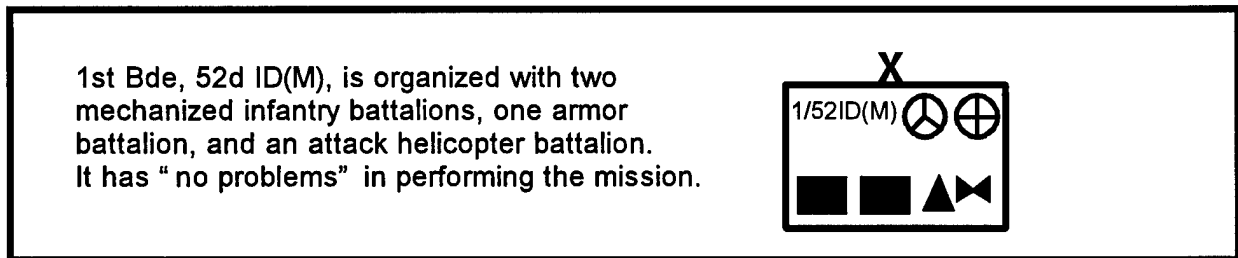 1st Bde, 52d ID(M), is organized with two
mechanized infantry battalions, one armor
battalion, and an attack helicopter battalion.
It has “ no problems” in performing the mission.
X
1/52ID(M)